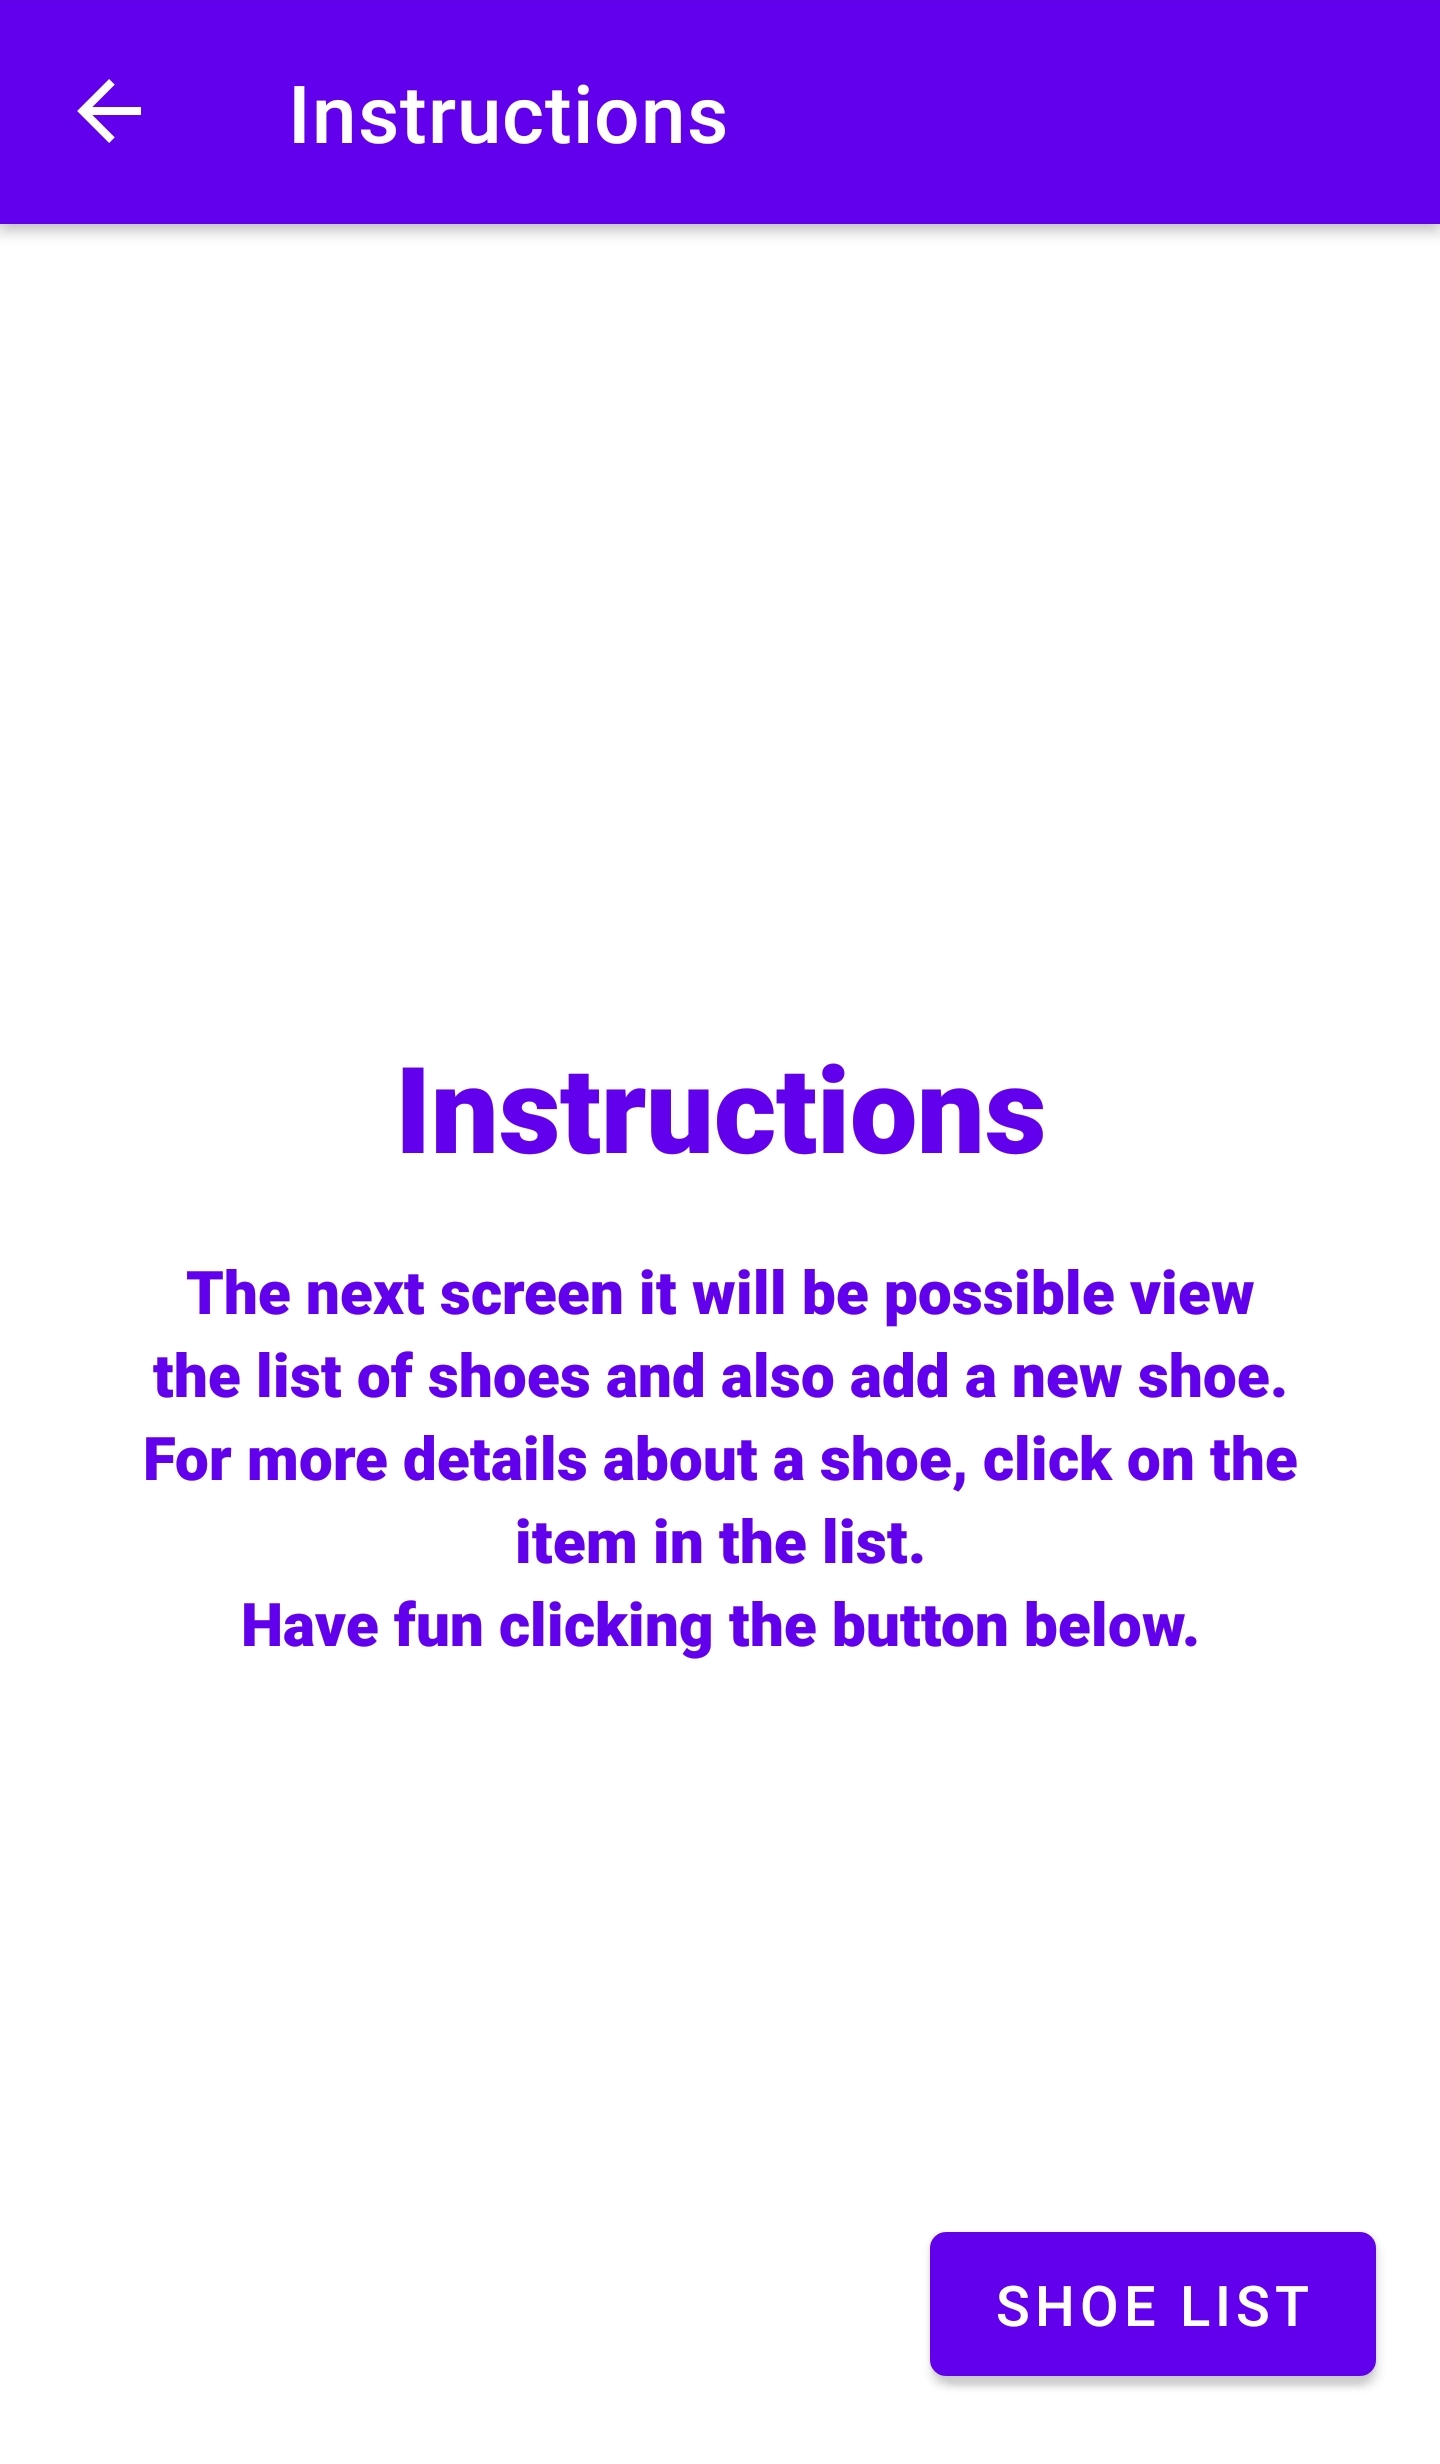 Instructions
Instructions
The next screen it will be possible view
the list of shoes and also add a new shoe.
For more details about a shoe, click on the
item in the list.
Have fun clicking the button below.
SHOE LIST